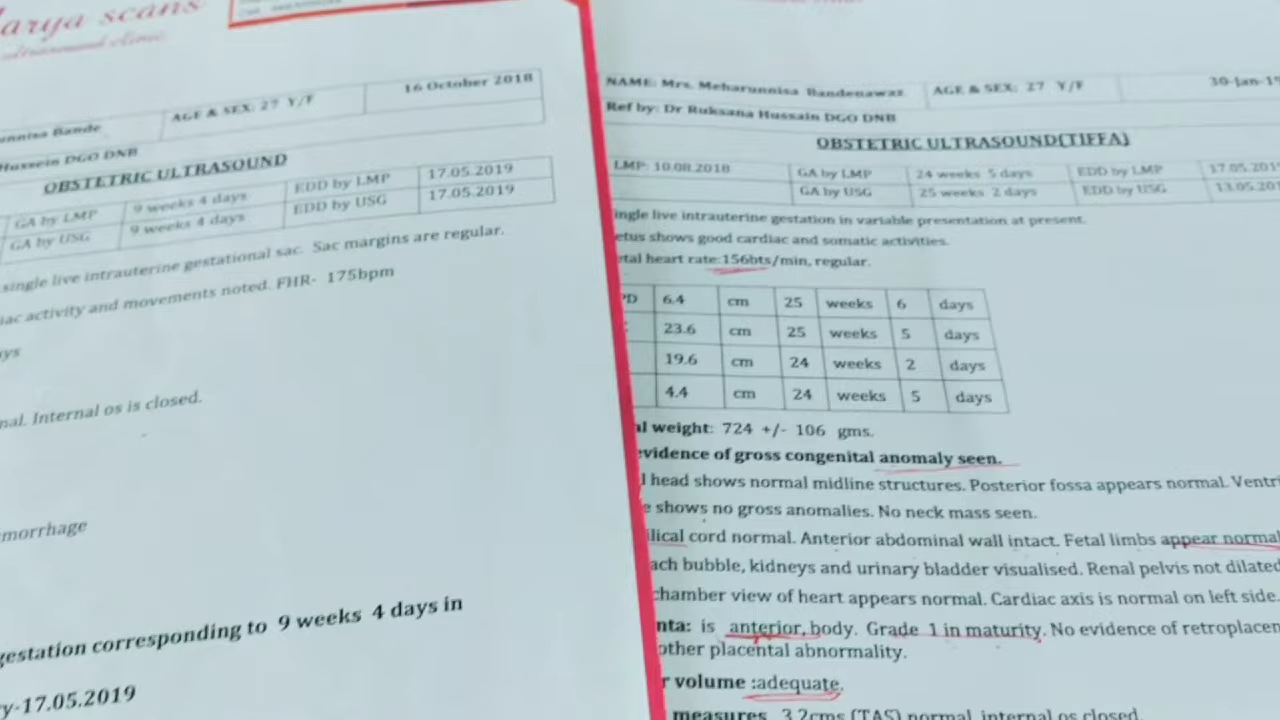 arya scans
ultrasound clinic
16 October 2018
AGE & SEX: 27 Y/F
unnisa Bande
Hussein DGO DNB
OBSTETRIC ULTRASOUND
GA by LMP 9 weeks 4 days EDD by LMP 17.05.2019
GA by USG 9 weeks 4 days EDD by USG 17.05.2019
single live intrauterine gestational sac. Sac margins are regular.
iac activity and movements noted. FHR- 175bpm
ays
nal. Internal os is closed.
morrhage
gestation corresponding to 9 weeks 4 days in
y-17.05.2019
NAME: Mrs. Meharunnisa Bandenawaz AGE & SEX: 27 Y/F 30-Jan-1
Ref by: Dr Ruksana Hussain DGO DNB
OBSTETRIC ULTRASOUND(TIFFA)
LMP: 10.08.2018 GA by LMP 24 weeks 5 days EDD by LMP 17.05.201
GA by USG 25 weeks 2 days EDD by USG 13.05.201
ingle live intrauterine gestation in variable presentation at present.
etus shows good cardiac and somatic activities.
etal heart rate:156bts/min, regular.
PD 6.4 cm 25 weeks 6 days
23.6 cm 25 weeks 5 days
19.6 cm 24 weeks 2 days
4.4 cm 24 weeks 5 days
al weight: 724 +/- 106 gms.
evidence of gross congenital anomaly seen.
l head shows normal midline structures. Posterior fossa appears normal. Ventri
e shows no gross anomalies. No neck mass seen.
ilical cord normal. Anterior abdominal wall intact. Fetal limbs appear normal
ach bubble, kidneys and urinary bladder visualised. Renal pelvis not dilated
chamber view of heart appears normal. Cardiac axis is normal on left side.
nta: is anterior, body. Grade 1 in maturity. No evidence of retroplacen
other placental abnormality.
r volume :adequate.
measures 3.2cms (TAS) normal, internal os closed.